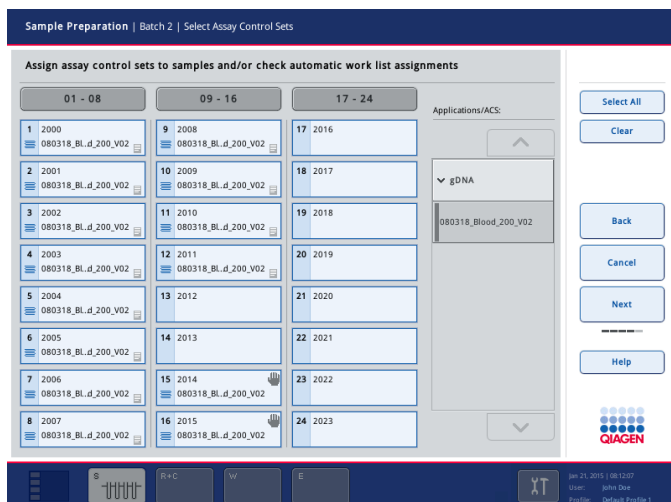 Sample Preparation | Batch 2 | Select Assay Control Sets
Assign assay control sets to samples and/or check automatic work list assignments
01 - 08
09 - 16
17 - 24
Applications/ACS:
1 2000
080318_Bl..d_200_V02
2 2001
080318_Bl..d_200_V02
3 2002
080318_Bl..d_200_V02
4 2003
080318_Bl..d_200_V02
5 2004
080318_Bl..d_200_V02
6 2005
080318_Bl..d_200_V02
7 2006
080318_Bl..d_200_V02
8 2007
080318_Bl..d_200_V02
9 2008
080318_Bl..d_200_V02
10 2009
080318_Bl..d_200_V02
11 2010
080318_Bl..d_200_V02
12 2011
080318_Bl..d_200_V02
13 2012
14 2013
15 2014
080318_Bl..d_200_V02
16 2015
080318_Bl..d_200_V02
17 2016
18 2017
19 2018
20 2019
21 2020
22 2021
23 2022
24 2023
gDNA
080318_Blood_200_V02
Select All
Clear
Back
Cancel
Next
Help
QIAGEN
S
R+C
W
E
Jan 21, 2015 | 08:12:07
User: John Doe
Profile: Default Profile 1